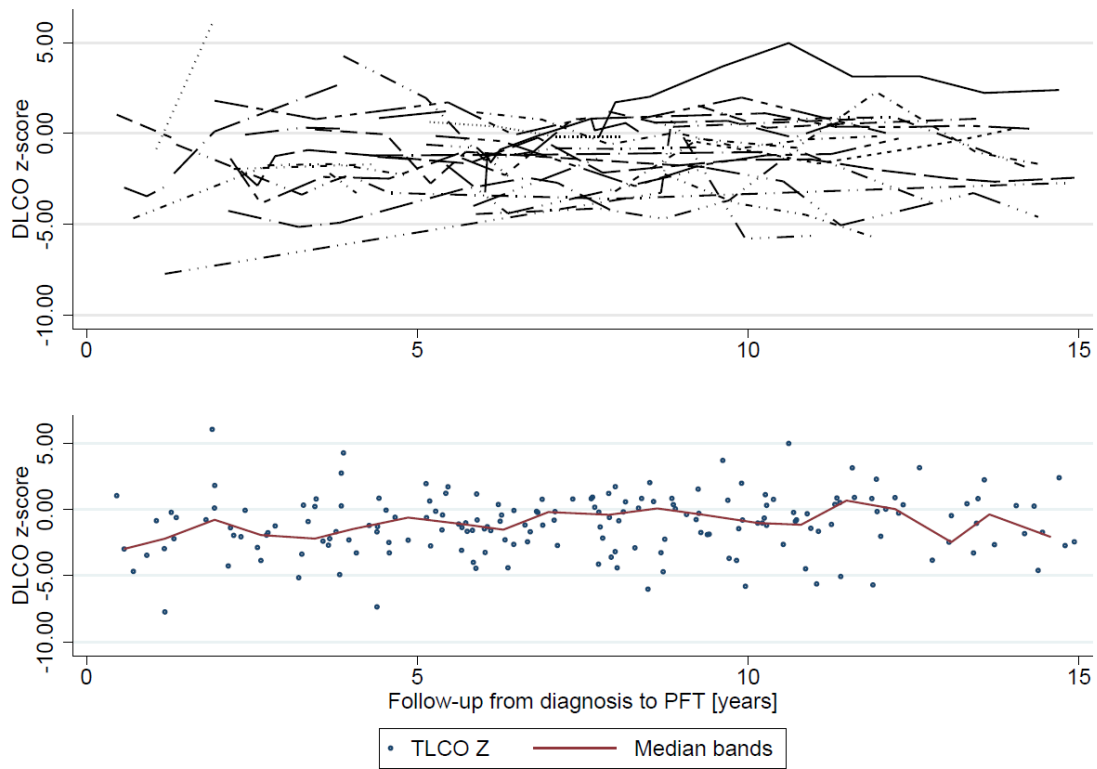 DLCO z-score
5.00
0.00
-5.00
-10.00
0 5 10 15
DLCO z-score
5.00
0.00
-5.00
-10.00
0 5 10 15
Follow-up from diagnosis to PFT [years]
TLCO Z Median bands